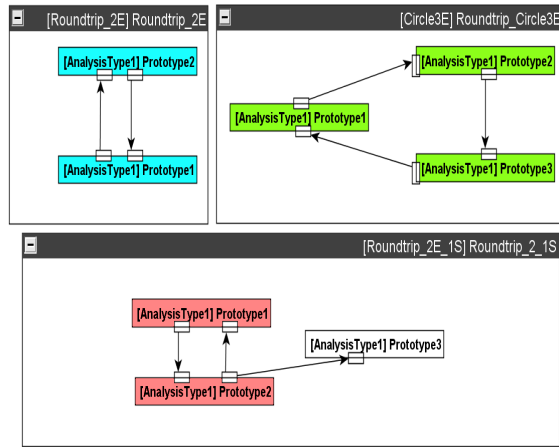 [Roundtrip_2E] Roundtrip_2E
[AnalysisType1] Prototype2
[AnalysisType1] Prototype1
[Circle3E] Roundtrip_Circle3E
[AnalysisType1] Prototype2
[AnalysisType1] Prototype1
[AnalysisType1] Prototype3
[Roundtrip_2E_1S] Roundtrip_2_1S
[AnalysisType1] Prototype1
[AnalysisType1] Prototype3
[AnalysisType1] Prototype2